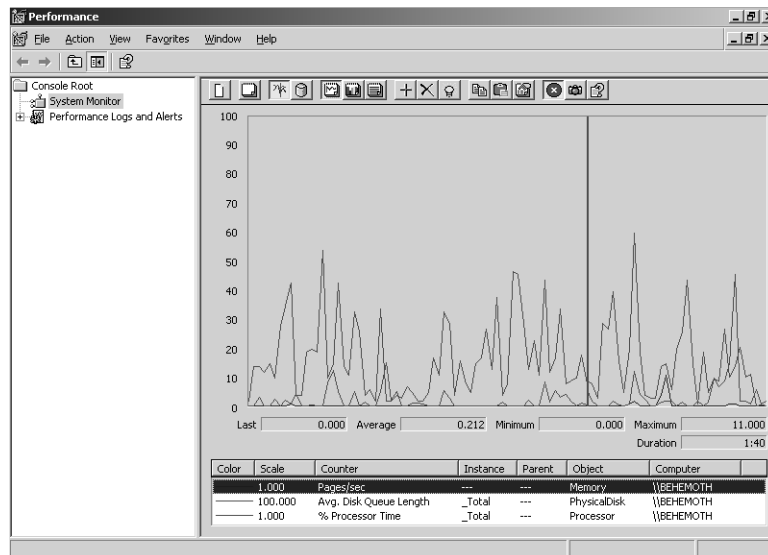 Performance
File Action View Favorites Window Help
Console Root
System Monitor
Performance Logs and Alerts
100
90
80
70
60
50
40
30
20
10
0
Last 0.000 Average 0.212 Minimum 0.000 Maximum 11.000
Duration 1:40
Color Scale Counter Instance Parent Object Computer
1.000 Pages/sec --- --- Memory \\BEHEMOTH
100.000 Avg. Disk Queue Length _Total --- PhysicalDisk \\BEHEMOTH
1.000 % Processor Time _Total --- Processor \\BEHEMOTH